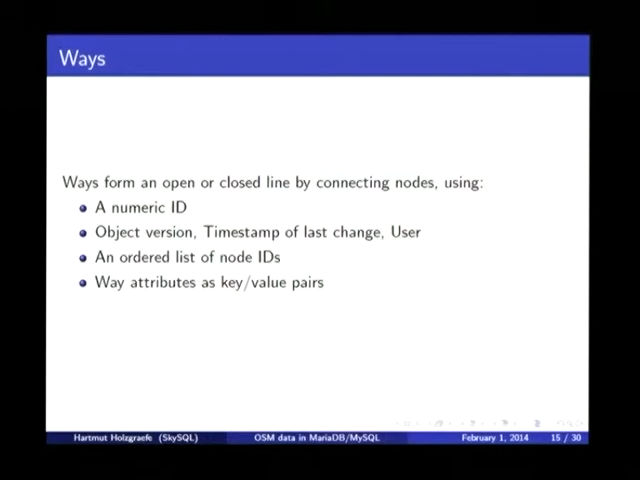 Ways
Ways form an open or closed line by connecting nodes, using:
A numeric ID
Object version, Timestamp of last change, User
An ordered list of node IDs
Way attributes as key/value pairs
Hartmut Holzgraefe (SkySQL) OSM data in MariaDB/MySQL February 1, 2014 15 / 30